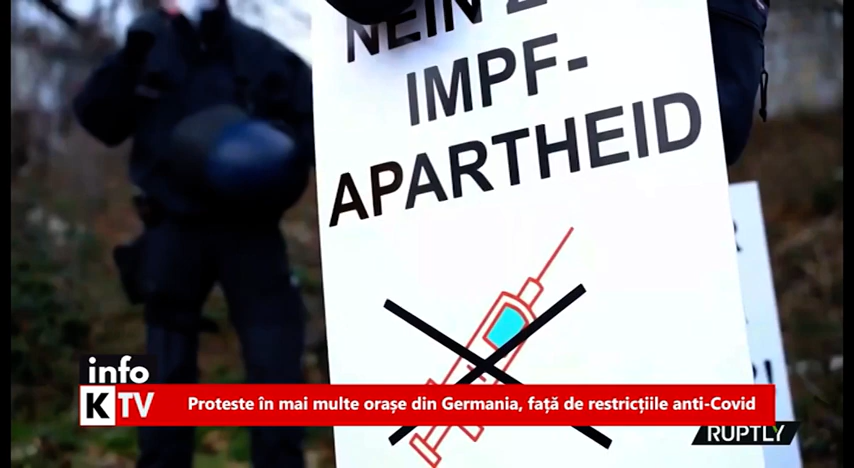 NEIN
IMPF-
APARTHEID
info
KTV
Proteste în mai multe orașe din Germania, față de restricțiile anti-Covid
RUPTLY